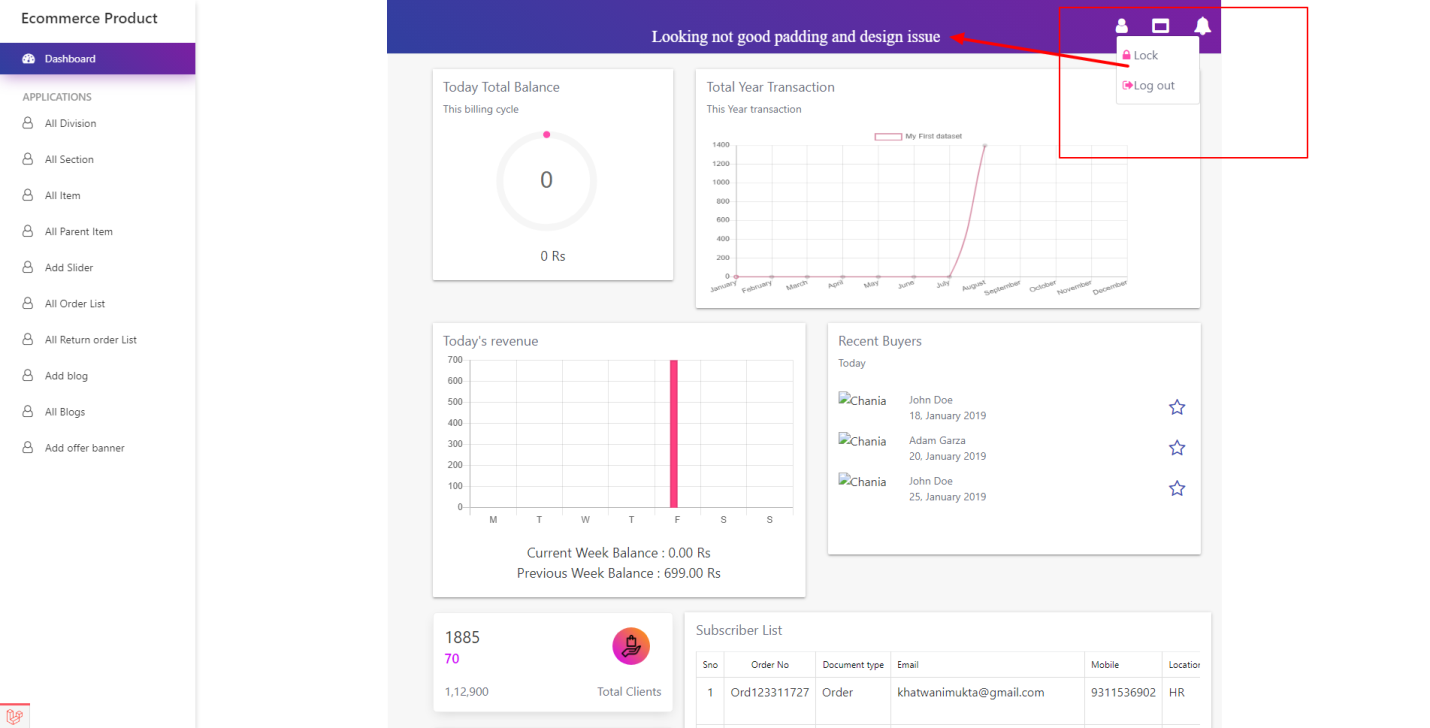 Ecommerce Product
Dashboard
APPLICATIONS
All Division
All Section
All Item
All Parent Item
Add Slider
All Order List
All Return order List
Add blog
All Blogs
Add offer banner
Looking not good padding and design issue
Lock
Log out
Today Total Balance
This billing cycle
0
0 Rs
Total Year Transaction
This Year transaction
My First dataset
1400
1200
1000
800
600
400
200
0
January February March April May June July August September October November December
Today's revenue
700
600
500
400
300
200
100
0
M T W T F S S
Current Week Balance : 0.00 Rs
Previous Week Balance : 699.00 Rs
Recent Buyers
Today
Chania
John Doe
18, January 2019
Chania
Adam Garza
20, January 2019
Chania
John Doe
25, January 2019
1885
70
1,12,900 Total Clients
Subscriber List
Sno Order No Document type Email Mobile Location
1 Ord123311727 Order khatwanimukta@gmail.com 9311536902 HR